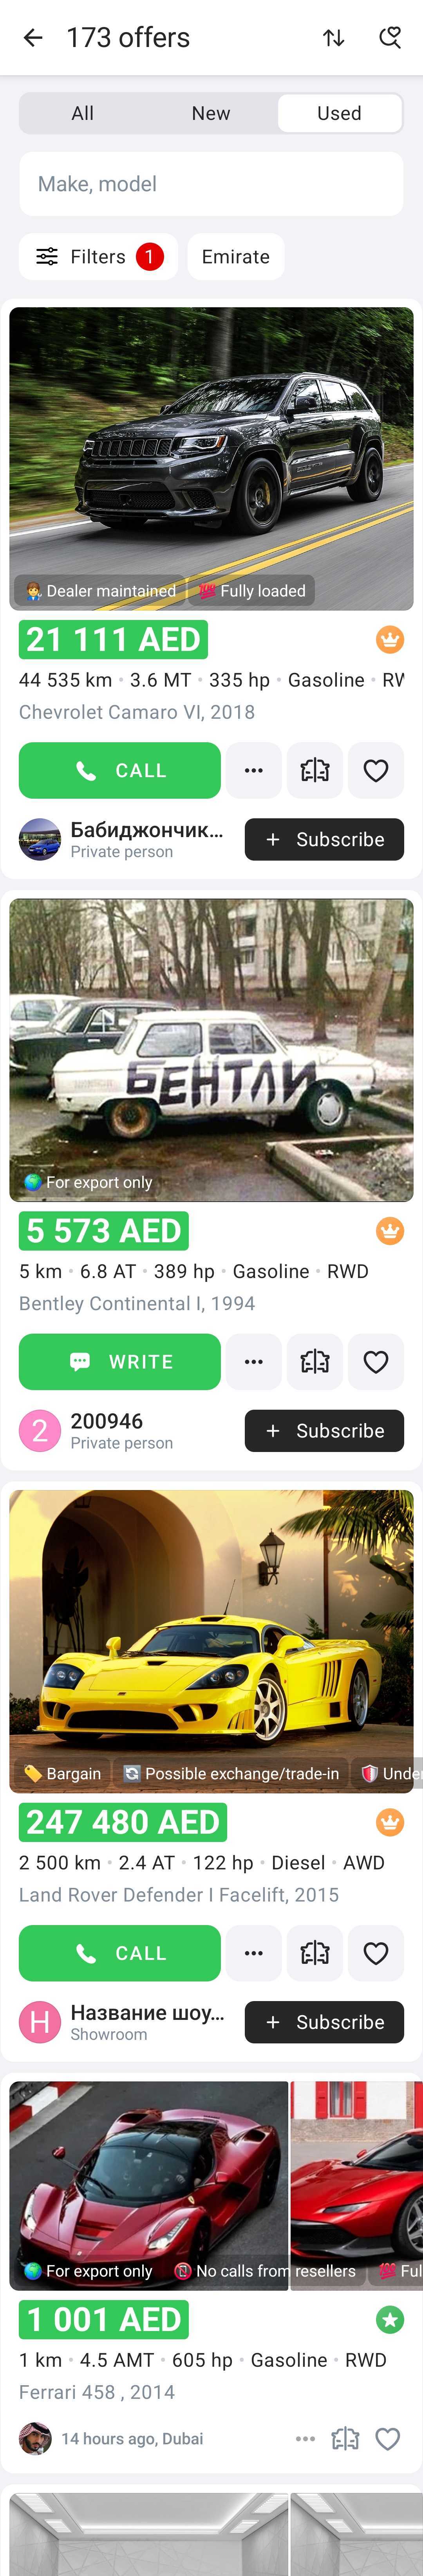 173 offers
All New Used
Make, model
Filters 1 Emirate
Dealer maintained 💯 Fully loaded
21 111 AED
44 535 km • 3.6 MT • 335 hp • Gasoline • RW
Chevrolet Camaro VI, 2018
CALL
Бабиджончик...
Private person
+ Subscribe
БЕНТЛИ
For export only
5 573 AED
5 km • 6.8 AT • 389 hp • Gasoline • RWD
Bentley Continental I, 1994
WRITE
2
200946
Private person
+ Subscribe
Bargain Possible exchange/trade-in Under
247 480 AED
2 500 km • 2.4 AT • 122 hp • Diesel • AWD
Land Rover Defender I Facelift, 2015
CALL
Н
Название шоу...
Showroom
+ Subscribe
For export only No calls from resellers 💯 Ful
1 001 AED
1 km • 4.5 AMT • 605 hp • Gasoline • RWD
Ferrari 458 , 2014
14 hours ago, Dubai